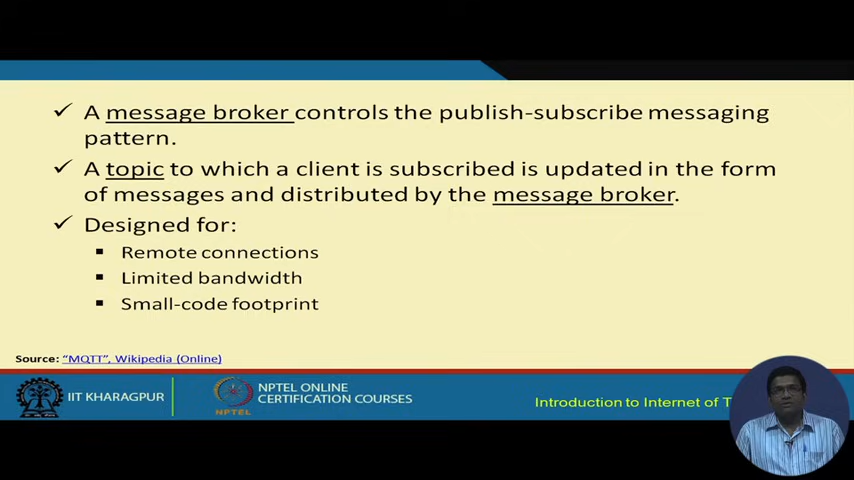 ✓ A message broker controls the publish-subscribe messaging
pattern.
✓ A topic to which a client is subscribed is updated in the form
of messages and distributed by the message broker.
✓ Designed for:
▪ Remote connections
▪ Limited bandwidth
▪ Small-code footprint
Source: "MQTT", Wikipedia (Online)
IIT KHARAGPUR
NPTEL
NPTEL ONLINE
CERTIFICATION COURSES
Introduction to Internet of T